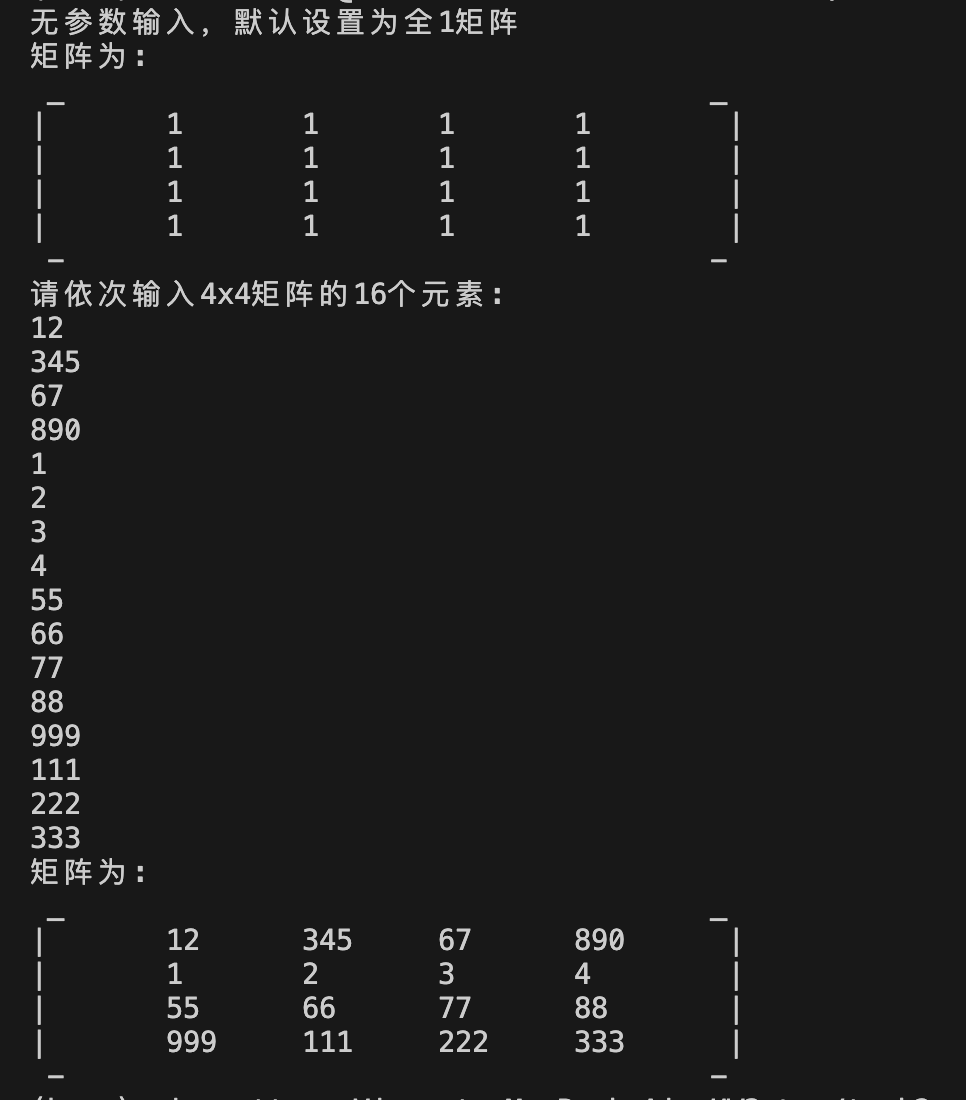 无参数输入，默认设置为全1矩阵
矩阵为：
_ _
| 1 1 1 1 |
| 1 1 1 1 |
| 1 1 1 1 |
| 1 1 1 1 |
_ _
请依次输入4x4矩阵的16个元素：
12
345
67
890
1
2
3
4
55
66
77
88
999
111
222
333
矩阵为：
_ _
| 12 345 67 890 |
| 1 2 3 4 |
| 55 66 77 88 |
| 999 111 222 333 |
_ _